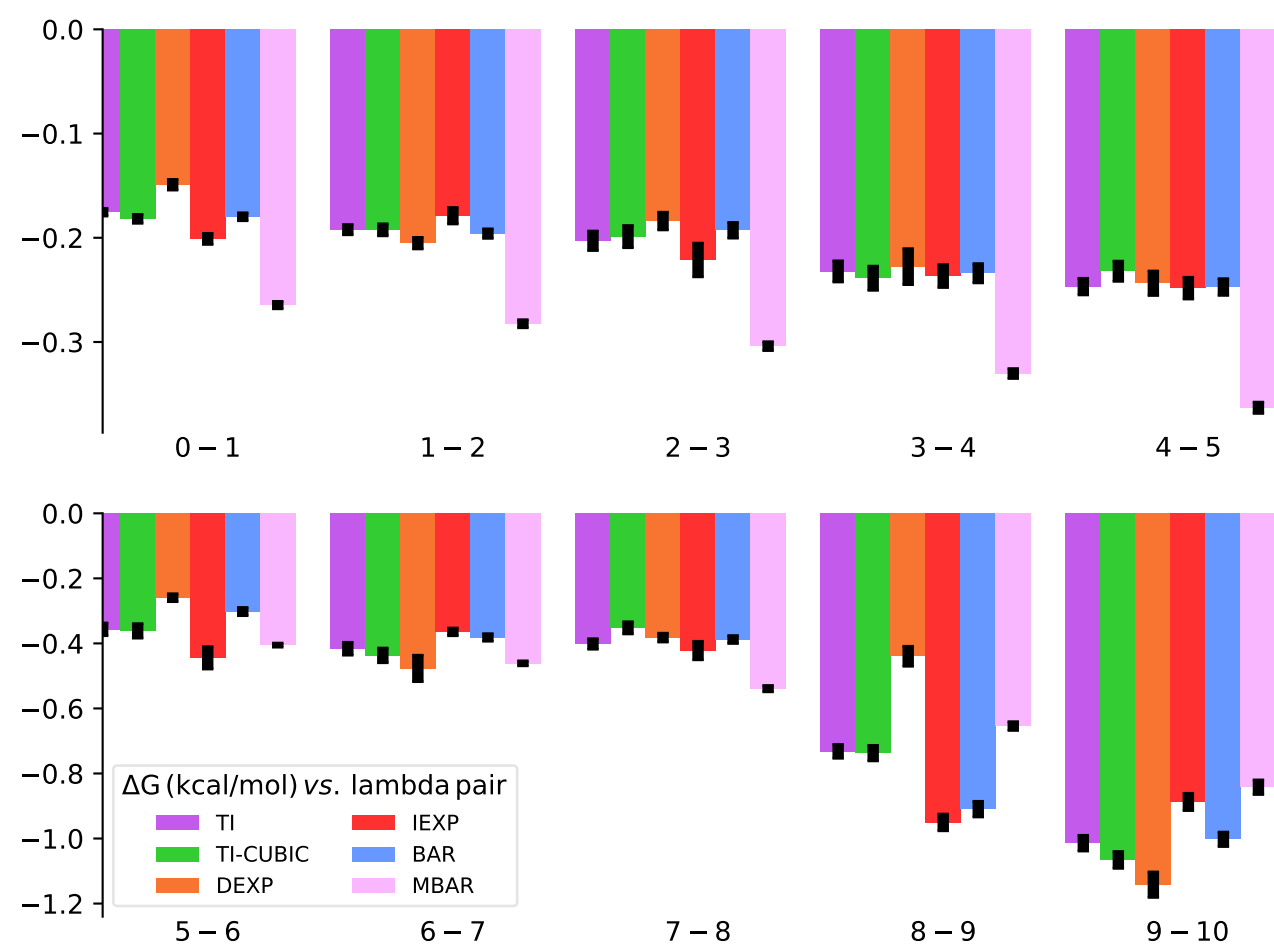 0.0
−0.1
−0.2
−0.3
0 − 1
1 − 2
2 − 3
3 − 4
4 − 5
0.0
−0.2
−0.4
−0.6
−0.8
−1.0
−1.2
ΔG (kcal/mol) vs. lambda pair
TI
IEXP
TI-CUBIC
BAR
DEXP
MBAR
5 − 6
6 − 7
7 − 8
8 − 9
9 − 10